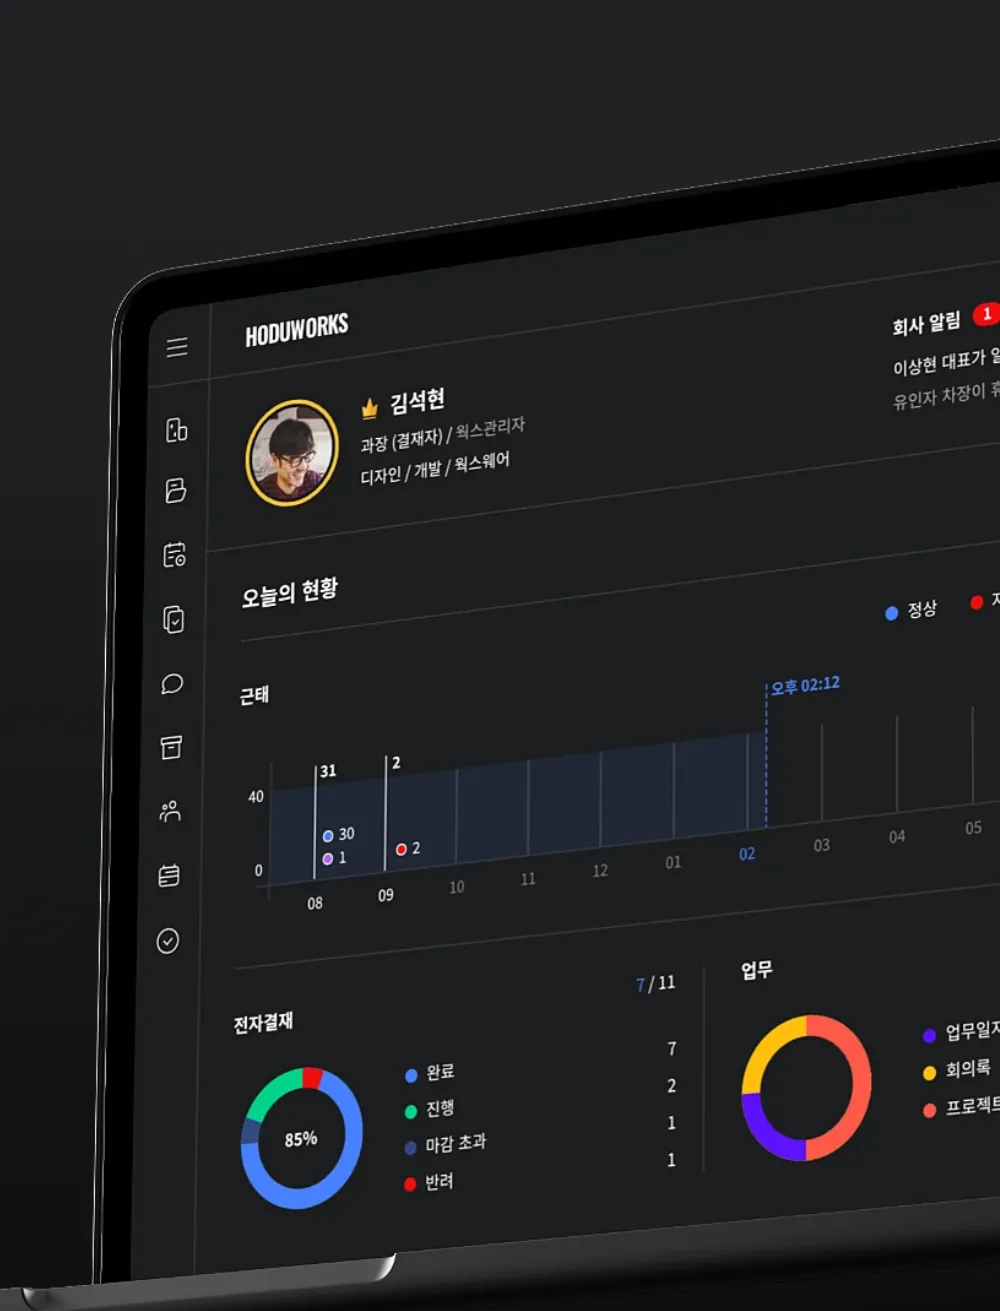 HODUWORKS
김석현
과장 (결재자) / 웍스관리자
디자인 / 개발 / 웍스웨어
회사 알림 1
이상현 대표가
유인자 차장이
오늘의 현황
정상
근태
오후 02:12
31
2
40
30
1
2
0
08 09 10 11 12 01 02 03 04 05
전자결재
7 / 11
85%
완료 7
진행 2
마감 초과 1
반려 1
업무
업무일지
회의록
프로젝트